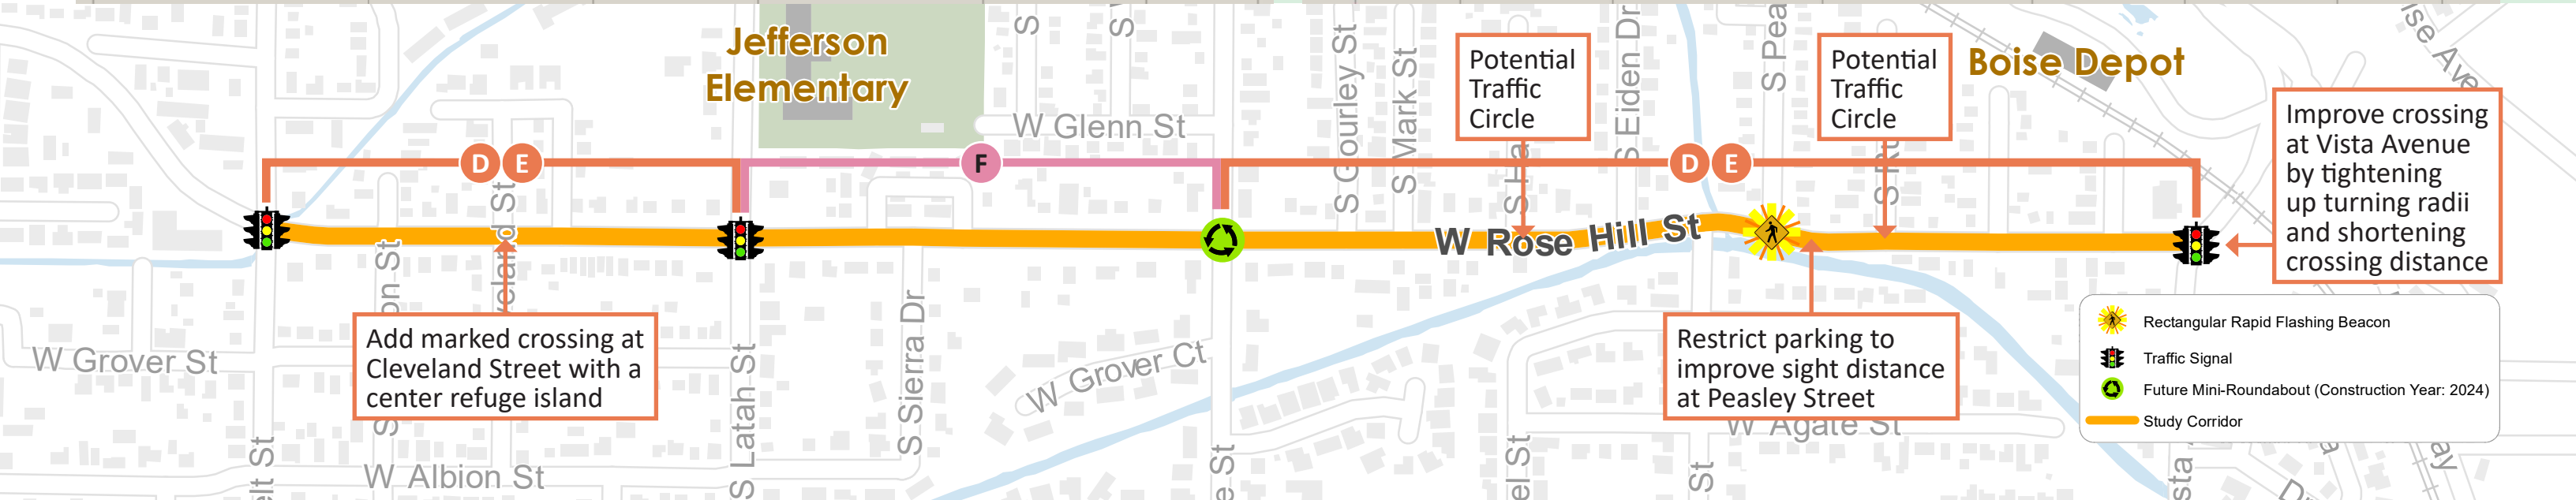 Jefferson
Elementary
Boise Depot
Potential
Traffic
Circle
Potential
Traffic
Circle
Improve crossing
at Vista Avenue
by tightening
up turning radii
and shortening
crossing distance
D E
F
D E
W Glenn St
S Gourley St
S Mark St
S Eiden Dr
S Pea
S
S
W Rose Hill St
Add marked crossing at
Cleveland Street with a
center refuge island
Restrict parking to
improve sight distance
at Peasley Street
W Grover St
W Albion St
S Latah St
S Sierra Dr
W Grover Ct
W Agate St
Rectangular Rapid Flashing Beacon
Traffic Signal
Future Mini-Roundabout (Construction Year: 2024)
Study Corridor